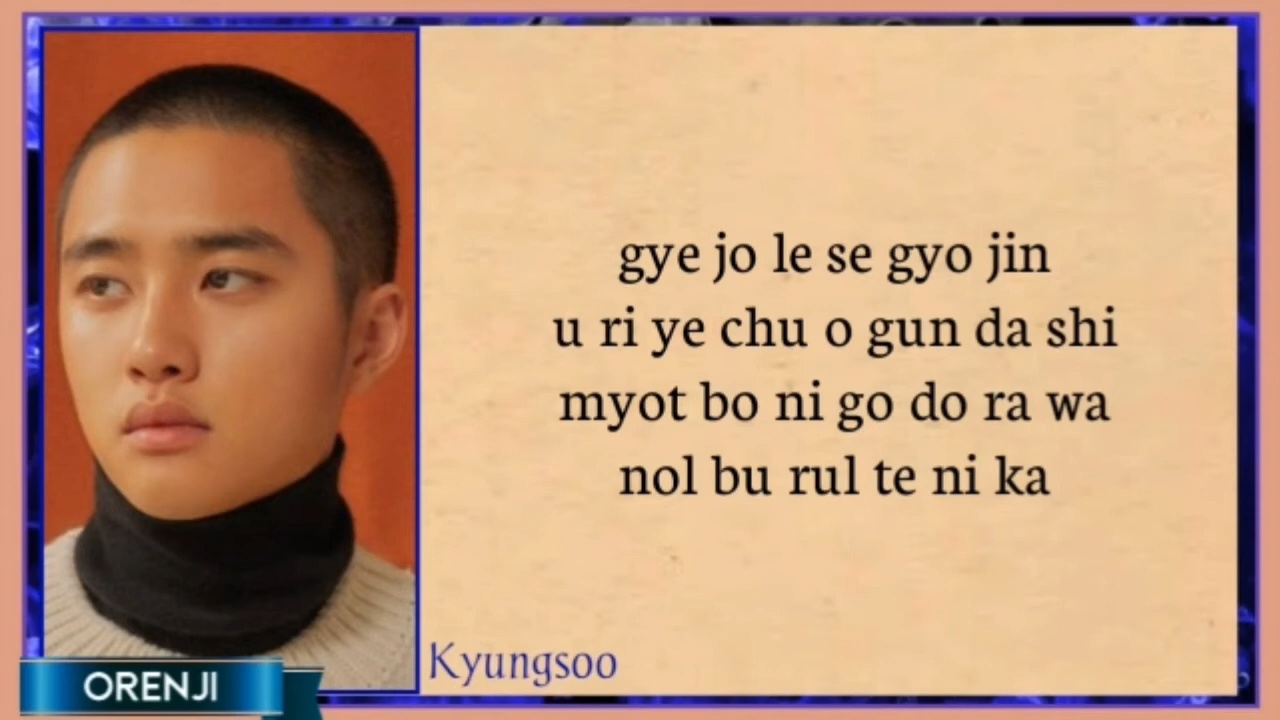 gye jo le se gyo jin
u ri ye chu o gun da shi
myot bo ni go do ra wa
nol bu rul te ni ka
Kyungsoo
ORENJI